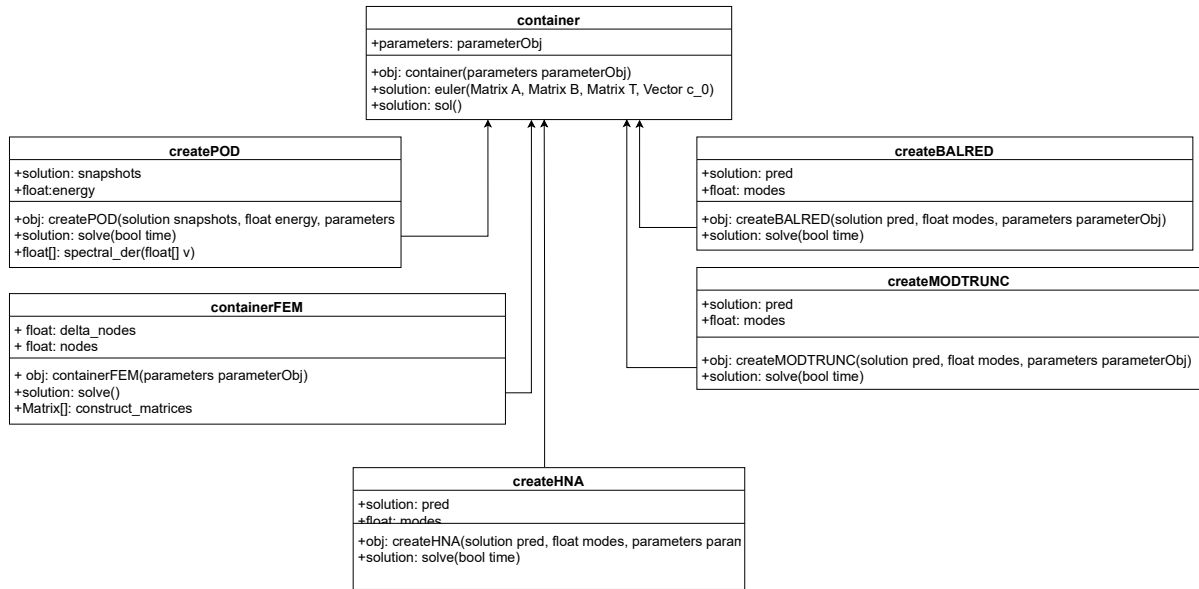 container
+parameters: parameterObj
+obj: container(parameters parameterObj)
+solution: euler(Matrix A, Matrix B, Matrix T, Vector c_0)
+solution: sol()
createPOD
+solution: snapshots
+float:energy
+obj: createPOD(solution snapshots, float energy, parameters
+solution: solve(bool time)
+float[]: spectral_der(float[] v)
createBALRED
+solution: pred
+float: modes
+obj: createBALRED(solution pred, float modes, parameters parameterObj)
+solution: solve(bool time)
containerFEM
+ float: delta_nodes
+ float: nodes
+ obj: containerFEM(parameters parameterObj)
+solution: solve()
+Matrix[]: construct_matrices
createMODTRUNC
+solution: pred
+float: modes
+obj: createMODTRUNC(solution pred, float modes, parameters parameterObj)
+solution: solve(bool time)
createHNA
+solution: pred
+float: modes
+obj: createHNA(solution pred, float modes, parameters param
+solution: solve(bool time)